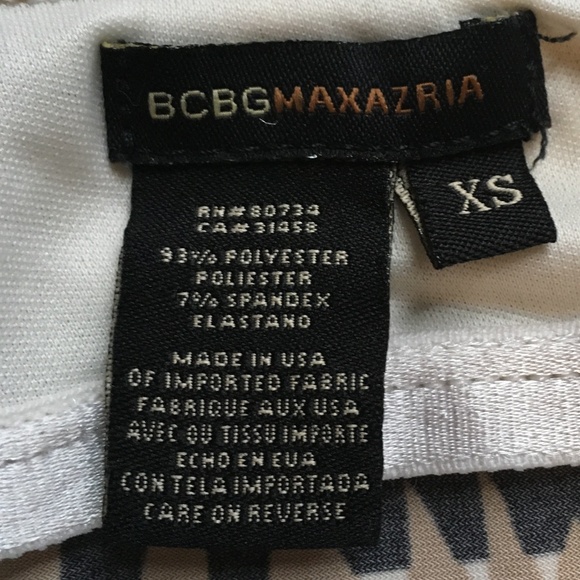 BCBGMAXAZRIA
XS
RN#80734
CA#31458
93% POLYESTER
POLIESTER
7% SPANDEX
ELASTANO
MADE IN USA
OF IMPORTED FABRIC
FABRIQUE AUX USA
AVEC OU TISSU IMPORTE
ECHO EN EUA
CON TELA IMPORTADA
CARE ON REVERSE